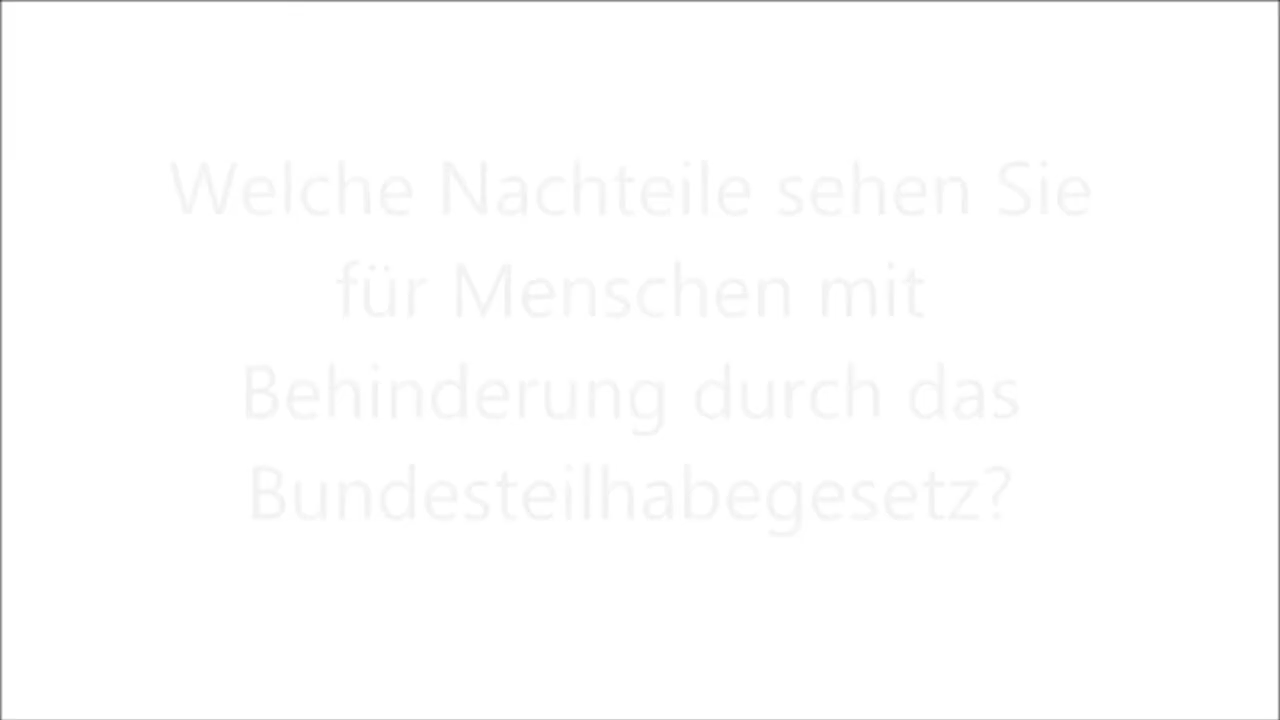 Welche Nachteile sehen Sie
für Menschen mit
Behinderung durch das
Bundesteilhabegesetz?